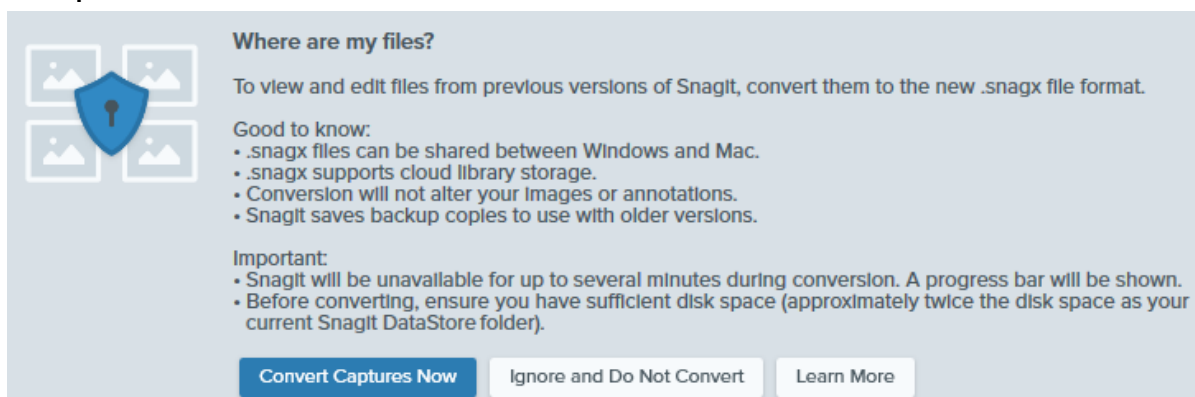 Where are my files?
To view and edit files from previous versions of Snagit, convert them to the new .snagx file format.
Good to know:
• .snagx files can be shared between Windows and Mac.
• .snagx supports cloud library storage.
• Conversion will not alter your images or annotations.
• Snagit saves backup copies to use with older versions.
Important:
• Snagit will be unavailable for up to several minutes during conversion. A progress bar will be shown.
• Before converting, ensure you have sufficient disk space (approximately twice the disk space as your
current Snagit DataStore folder).
Convert Captures Now Ignore and Do Not Convert Learn More